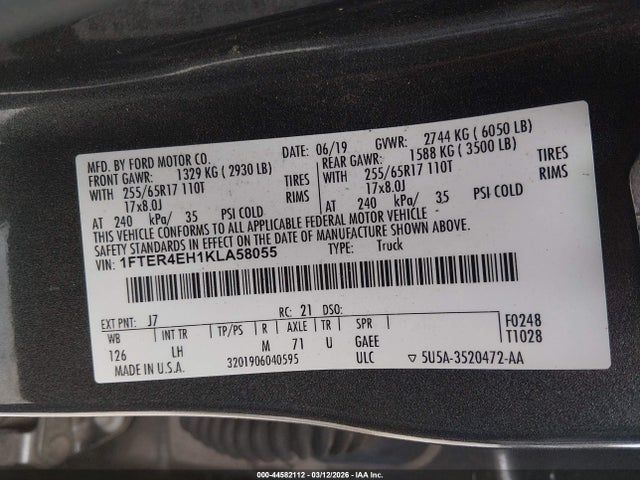 MFD. BY FORD MOTOR CO.
DATE: 06/19 GVWR: 2744 KG ( 6050 LB)
FRONT GAWR: 1329 KG ( 2930 LB) REAR GAWR: 1588 KG ( 3500 LB)
WITH 255/65R17 110T TIRES WITH 255/65R17 110T TIRES
17x8.0J RIMS 17x8.0J RIMS
AT 240 kPa/ 35 PSI COLD AT 240 kPa/ 35 PSI COLD
THIS VEHICLE CONFORMS TO ALL APPLICABLE FEDERAL MOTOR VEHICLE
SAFETY STANDARDS IN EFFECT ON THE DATE OF MANUFACTURE SHOWN ABOVE.
VIN: 1FTER4EH1KLA58055 TYPE: Truck
EXT PNT: J7 RC: 21 DSO: F0248
WB INT TR TP/PS R AXLE TR SPR T1028
126 LH M 71 U GAEE
MADE IN U.S.A. 3201906040595 ULC ▽ 5U5A-3520472-AA
000-44582112 - 03/12/2026 - IAA Inc.